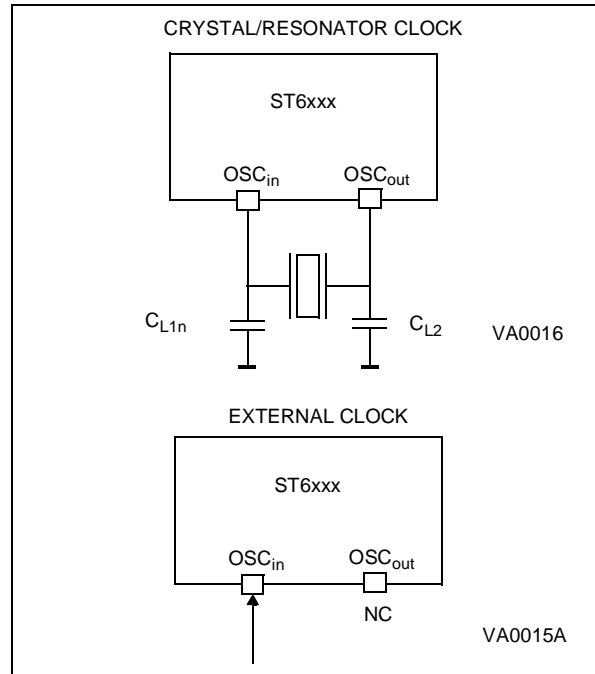 CRYSTAL/RESONATOR CLOCK
ST6xxx
OSCin OSCout
CL1n CL2 VA0016
EXTERNAL CLOCK
ST6xxx
OSCin OSCout
NC
VA0015A